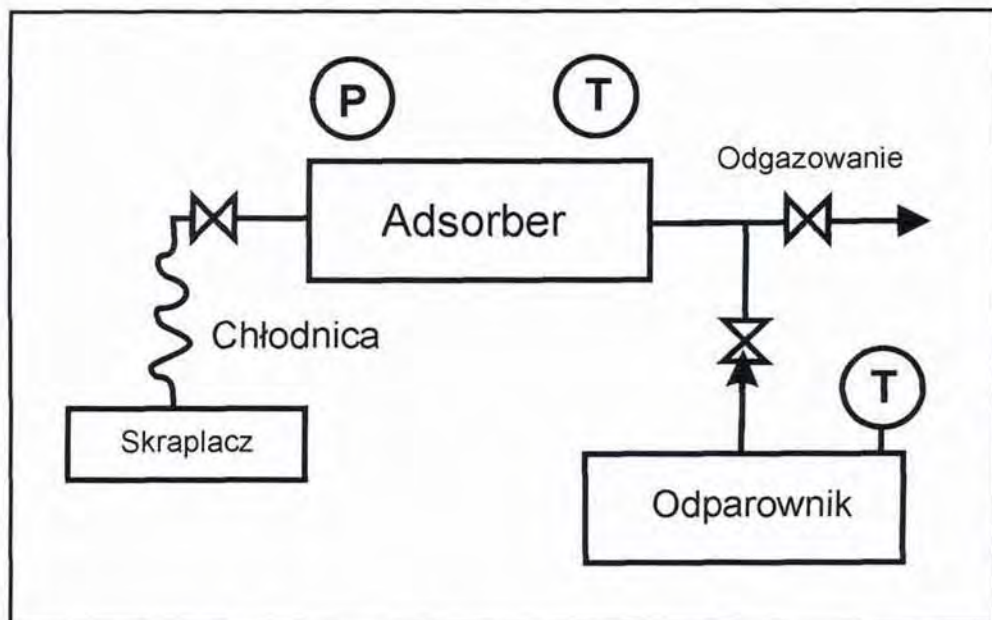 P
T
Odgazowanie
Adsorber
Chłodnica
T
Skraplacz
Odparownik